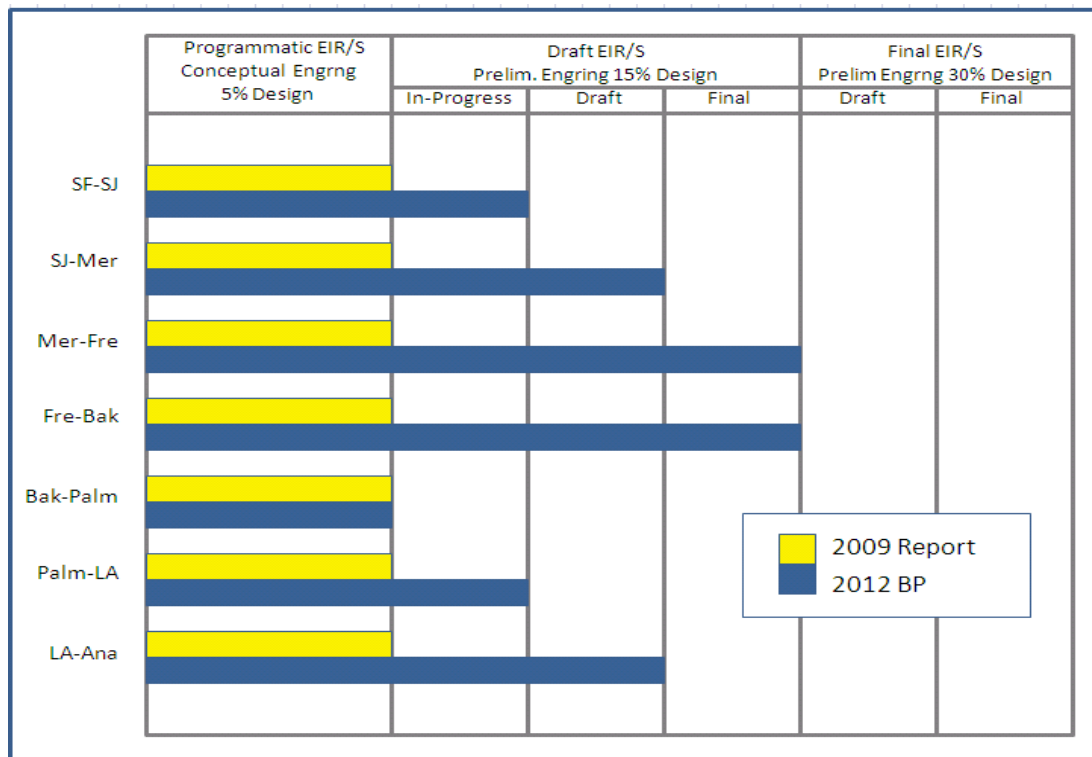 Programmatic EIR/S
Conceptual Engrng
5% Design
Draft EIR/S
Prelim. Engring 15% Design
Final EIR/S
Prelim Engrng 30% Design
In-Progress
Draft
Final
Draft
Final
SF-SJ
SJ-Mer
Mer-Fre
Fre-Bak
Bak-Palm
Palm-LA
LA-Ana
2009 Report
2012 BP